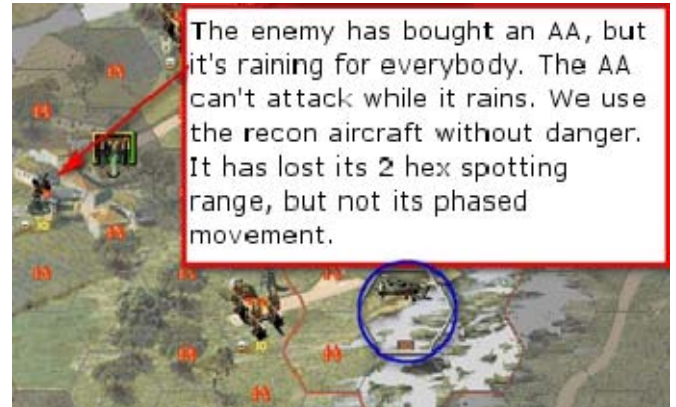 The enemy has bought an AA, but
it's raining for everybody. The AA
can't attack while it rains. We use
the recon aircraft without danger.
It has lost its 2 hex spotting
range, but not its phased
movement.
10
10